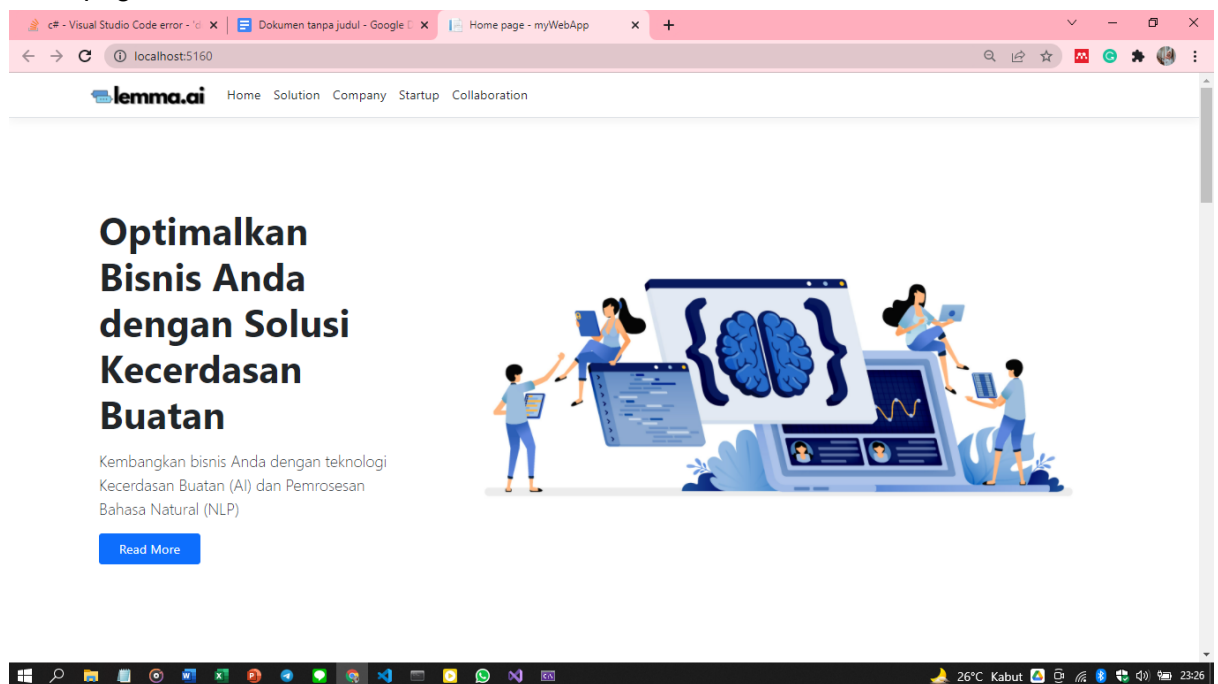 c# - Visual Studio Code error - 'd
Dokumen tanpa judul - Google D
Home page - myWebApp
localhost:5160
lemma.ai
Home Solution Company Startup Collaboration
Optimalkan
Bisnis Anda
dengan Solusi
Kecerdasan
Buatan
Kembangkan bisnis Anda dengan teknologi
Kecerdasan Buatan (AI) dan Pemrosesan
Bahasa Natural (NLP)
Read More
26°C Kabut
23:26